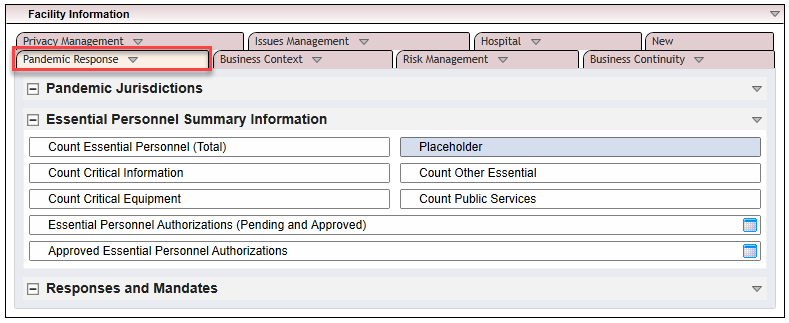 Facility Information
Privacy Management Issues Management Hospital New
Pandemic Response Business Context Risk Management Business Continuity
Pandemic Jurisdictions
Essential Personnel Summary Information
Count Essential Personnel (Total) Placeholder
Count Critical Information Count Other Essential
Count Critical Equipment Count Public Services
Essential Personnel Authorizations (Pending and Approved)
Approved Essential Personnel Authorizations
Responses and Mandates